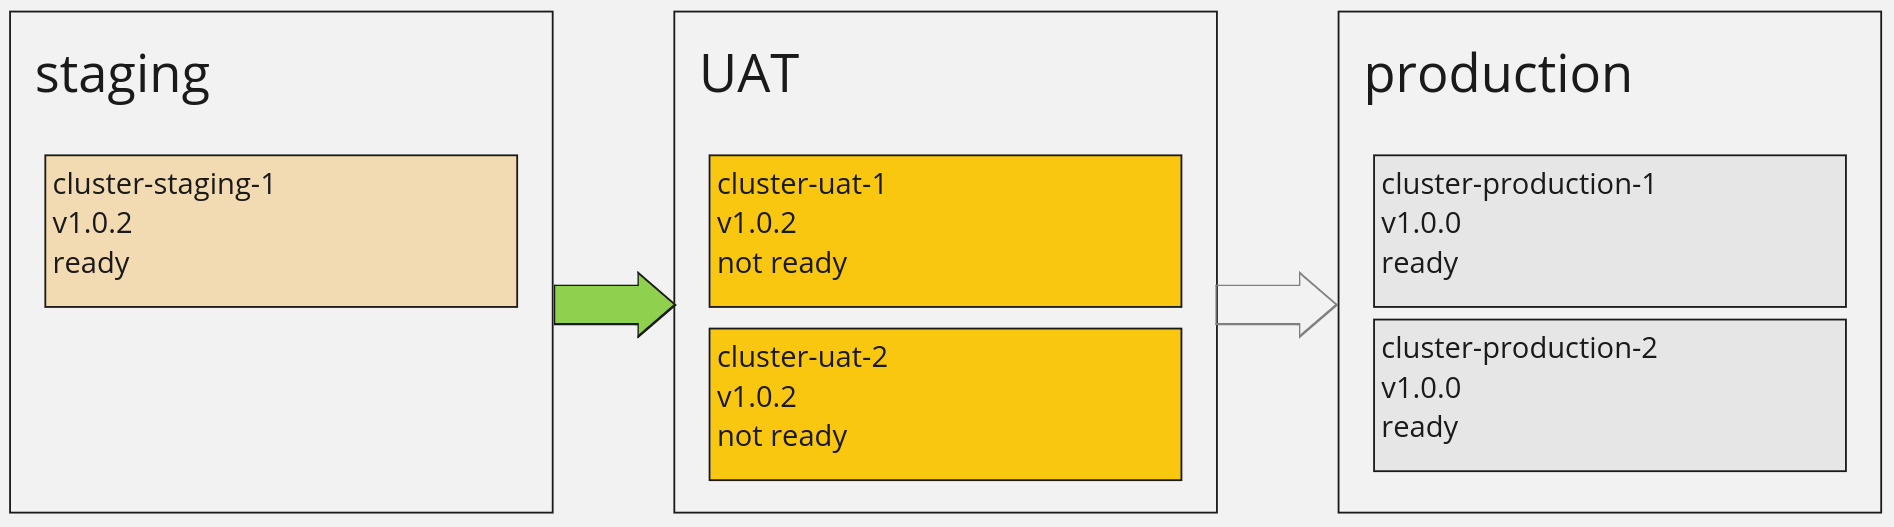 staging
cluster-staging-1
v1.0.2
ready
UAT
cluster-uat-1
v1.0.2
not ready
cluster-uat-2
v1.0.2
not ready
production
cluster-production-1
v1.0.0
ready
cluster-production-2
v1.0.0
ready